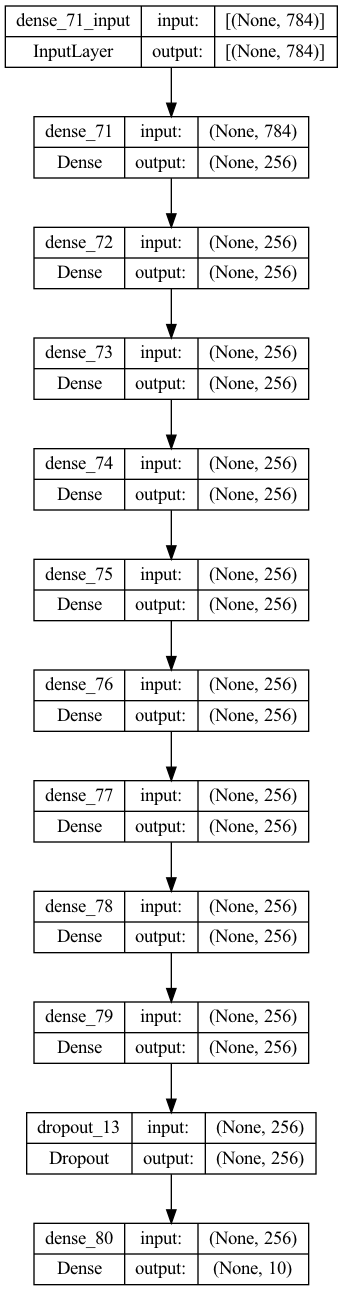 dense_71_input input: [(None, 784)]
InputLayer output: [(None, 784)]
dense_71 input: (None, 784)
Dense output: (None, 256)
dense_72 input: (None, 256)
Dense output: (None, 256)
dense_73 input: (None, 256)
Dense output: (None, 256)
dense_74 input: (None, 256)
Dense output: (None, 256)
dense_75 input: (None, 256)
Dense output: (None, 256)
dense_76 input: (None, 256)
Dense output: (None, 256)
dense_77 input: (None, 256)
Dense output: (None, 256)
dense_78 input: (None, 256)
Dense output: (None, 256)
dense_79 input: (None, 256)
Dense output: (None, 256)
dropout_13 input: (None, 256)
Dropout output: (None, 256)
dense_80 input: (None, 256)
Dense output: (None, 10)